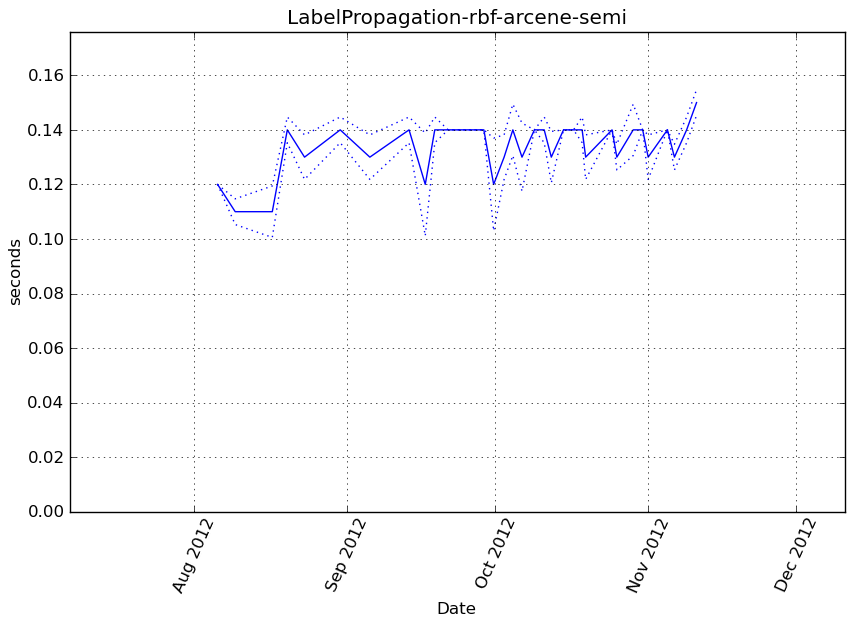 LabelPropagation-rbf-arcene-semi
0.16
0.14
0.12
0.10
0.08
0.06
0.04
0.02
0.00
seconds
Aug 2012
Sep 2012
Oct 2012
Nov 2012
Dec 2012
Date